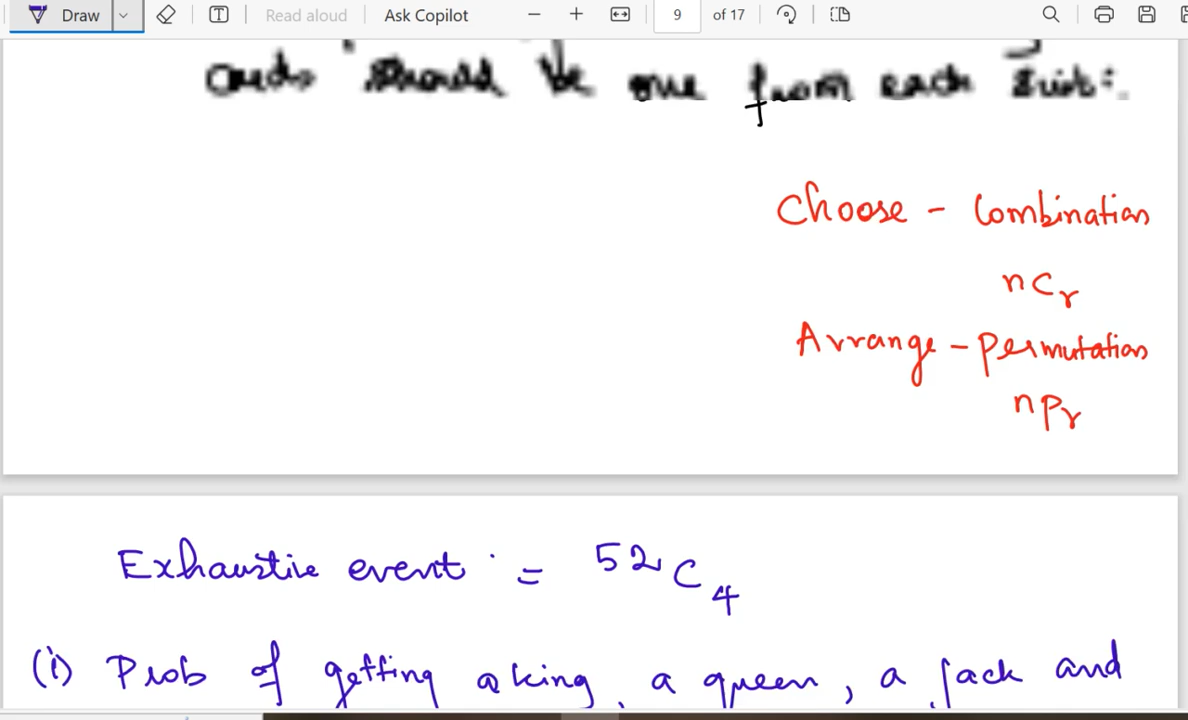 Draw
Read aloud
Ask Copilot
9 of 17
cards should be one from each suit:
Choose - Combination
nCr
Arrange - permutation
nPr
Exhaustive event = 52C4
(i) Prob of getting a king, a queen, a jack and